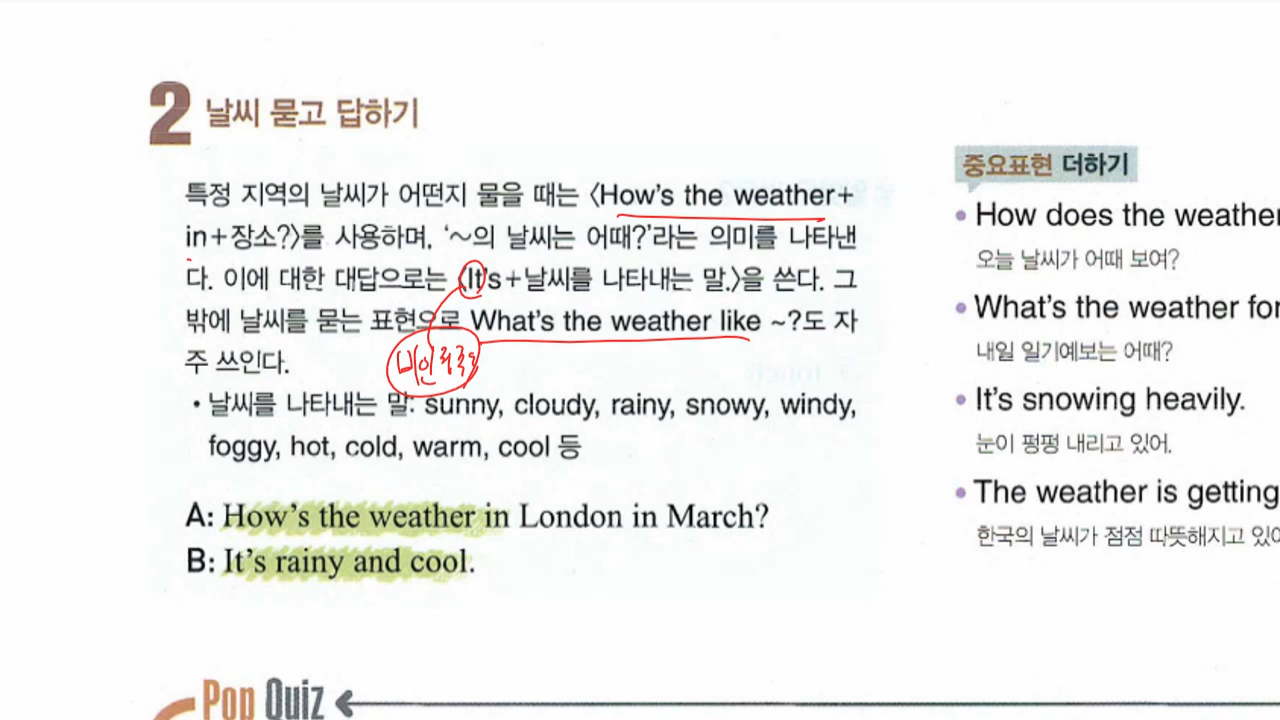 2 날씨 묻고 답하기
특정 지역의 날씨가 어떤지 물을 때는 〈How's the weather+
in+장소?〉를 사용하며, '~의 날씨는 어때?'라는 의미를 나타낸
다. 이에 대한 대답으로는 〈It's+날씨를 나타내는 말.〉을 쓴다. 그
밖에 날씨를 묻는 표현으로 What's the weather like ~?도 자
주 쓰인다.
• 날씨를 나타내는 말: sunny, cloudy, rainy, snowy, windy,
foggy, hot, cold, warm, cool 등
A: How's the weather in London in March?
B: It's rainy and cool.
중요표현 더하기
• How does the weather
오늘 날씨가 어때 보여?
• What's the weather for
내일 일기예보는 어때?
• It's snowing heavily.
눈이 펑펑 내리고 있어.
• The weather is getting
한국의 날씨가 점점 따뜻해지고 있어
Pop Quiz